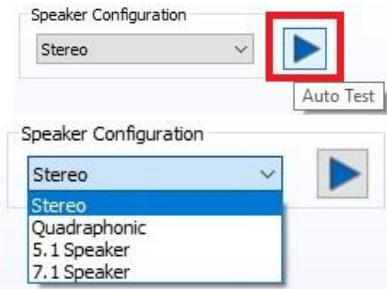 Speaker Configuration
Stereo
Auto Test
Speaker Configuration
Stereo
Stereo
Quadraphonic
5.1 Speaker
7.1 Speaker